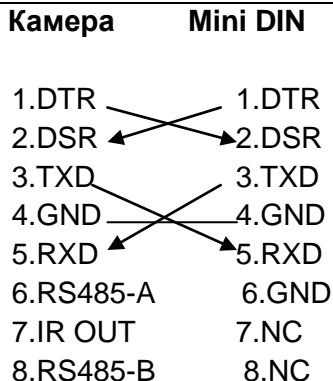 Камера Mini DIN
1.DTR 1.DTR
2.DSR 2.DSR
3.TXD 3.TXD
4.GND 4.GND
5.RXD 5.RXD
6.RS485-A 6.GND
7.IR OUT 7.NC
8.RS485-B 8.NC